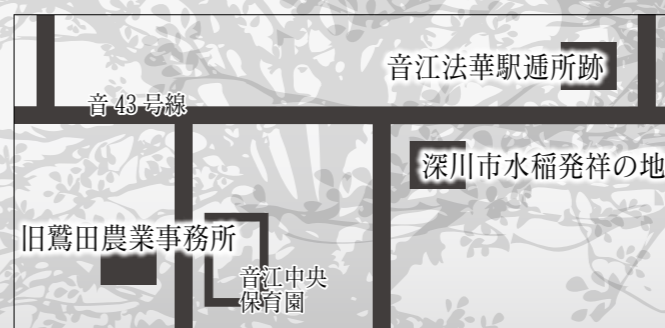 音江法華駅逓所跡
音43号線
深川市水稲発祥の地
旧鷲田農業事務所
音江中央
保育園